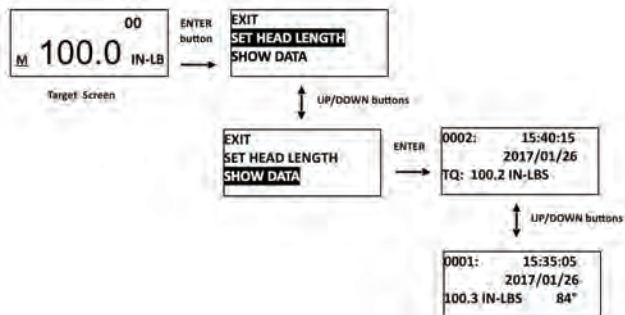 00
M 100.0 IN-LB
Target Screen
ENTER
button
EXIT
SET HEAD LENGTH
SHOW DATA
UP/DOWN buttons
EXIT
SET HEAD LENGTH
SHOW DATA
ENTER
0002: 15:40:15
2017/01/26
TQ: 100.2 IN-LBS
UP/DOWN buttons
0001: 15:35:05
2017/01/26
100.3 IN-LBS 84°